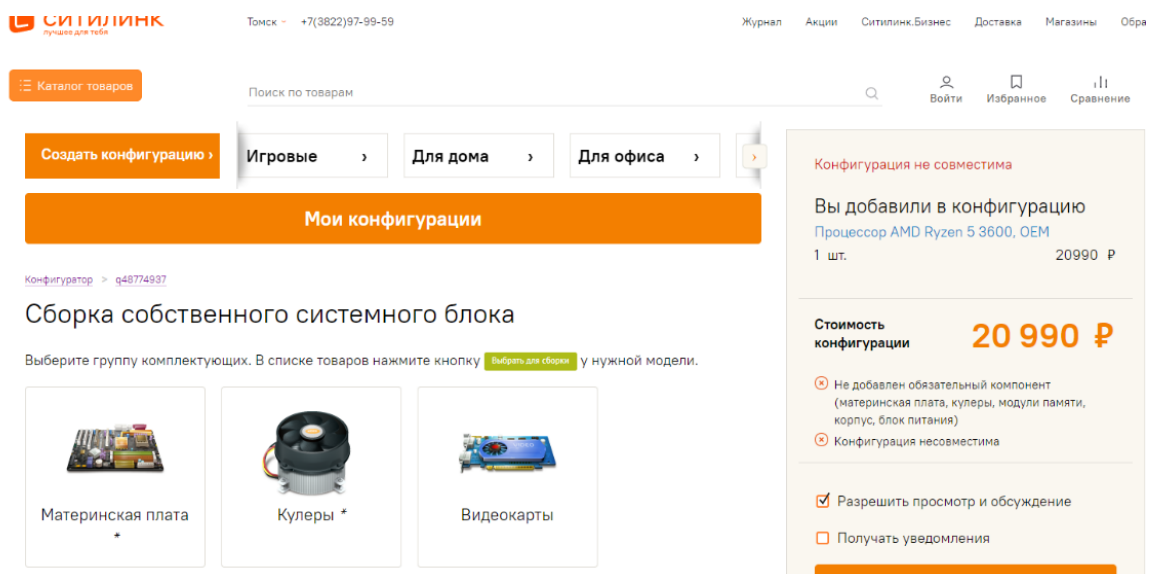 СИТИЛИНК
лучшее для тебя
Томск
+7(3822)97-99-59
Журнал
Акции
Ситилинк.Бизнес
Доставка
Магазины
Обра
Каталог товаров
Поиск по товарам
Войти
Избранное
Сравнение
Создать конфигурацию ›
Игровые ›
Для дома ›
Для офиса ›
Мои конфигурации
Конфигуратор > q48774937
Сборка собственного системного блока
Выберите группу комплектующих. В списке товаров нажмите кнопку Выбрать для сборки у нужной модели.
Материнская плата
*
Кулеры *
Видеокарты
Конфигурация не совместима
Вы добавили в конфигурацию
Процессор AMD Ryzen 5 3600, OEM
1 шт. 20990 ₽
Стоимость
конфигурации
20 990 ₽
Не добавлен обязательный компонент
(материнская плата, кулеры, модули памяти,
корпус, блок питания)
Конфигурация несовместима
Разрешить просмотр и обсуждение
Получать уведомления